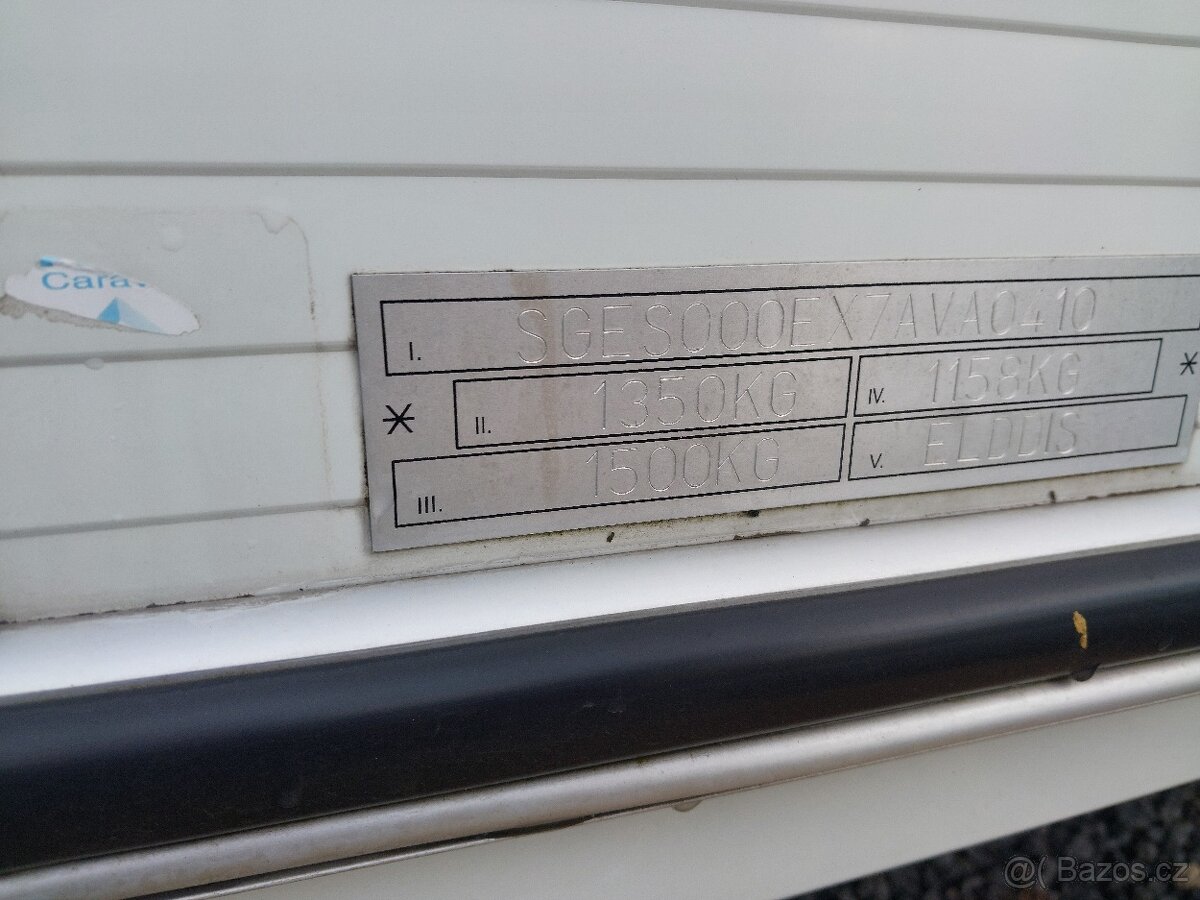 Cara
I. SGES000EX7AVA0410
* II. 1350KG IV. 1158KG *
III. 1500KG V. ELDDIS
@( Bazos.cz